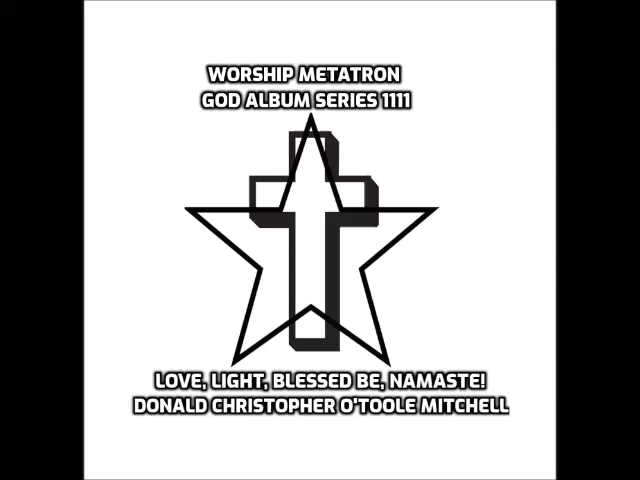 WORSHIP METATRON
GOD ALBUM SERIES 1111
LOVE, LIGHT, BLESSED BE, NAMASTE!
DONALD CHRISTOPHER O'TOOLE MITCHELL